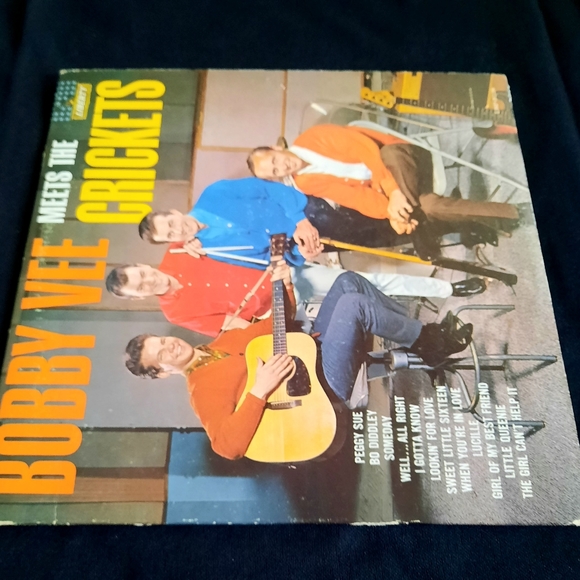 LIBERTY
BOBBY VEE
MEETS THE
CRICKETS
PEGGY SUE
BO DIDDLEY
SOMEDAY
WELL...ALL RIGHT
I GOTTA KNOW
LOOKIN' FOR LOVE
SWEET LITTLE SIXTEEN
WHEN YOU'RE IN LOVE
LUCILLE
GIRL OF MY BEST FRIEND
LITTLE QUEENIE
THE GIRL CAN'T HELP IT